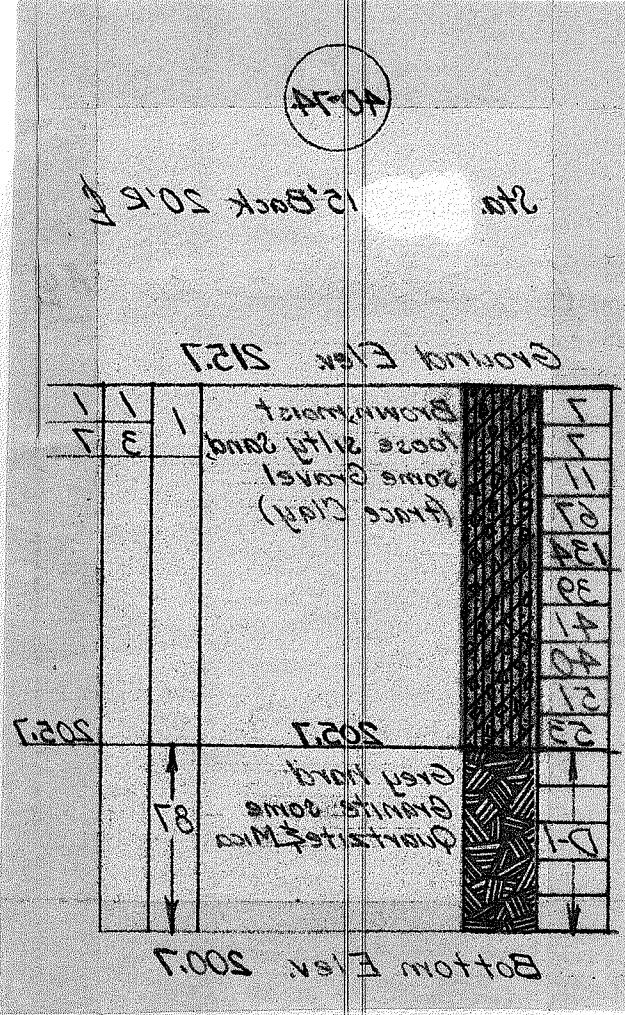 40-74
Sta. 15' Back 20' R ⅊
Ground Elev. 215.7
7
7
11
67
134
39
41
40
51
53
Brown, moist
loose silty Sand,
some Gravel
(trace Clay)
1
1 1
3 7
205.7
205.7
Grey hard
Granite some
Quartzite & Mica
D-1
87
Bottom Elev. 200.7